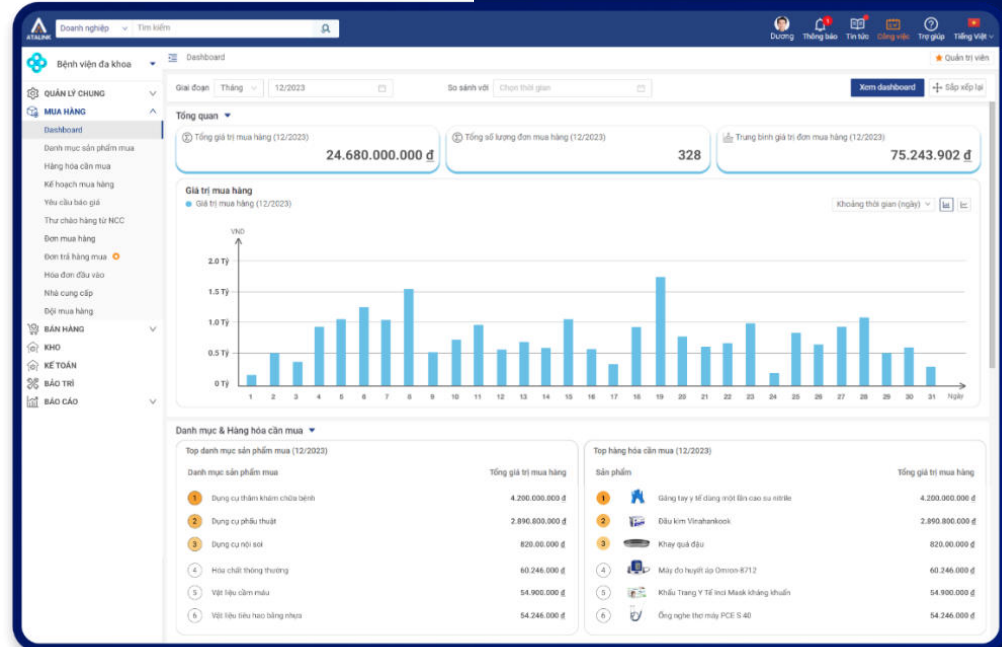 ATALINK
Doanh nghiệp
Tìm kiếm
Dương
Thông báo
Tin tức
Công việc
Trợ giúp
Tiếng Việt
Bệnh viện đa khoa
Dashboard
Quản trị viên
QUẢN LÝ CHUNG
MUA HÀNG
Dashboard
Danh mục sản phẩm mua
Hàng hóa cần mua
Kế hoạch mua hàng
Yêu cầu báo giá
Thư chào hàng từ NCC
Đơn mua hàng
Đơn trả hàng mua
Hóa đơn đầu vào
Nhà cung cấp
Đội mua hàng
BÁN HÀNG
KHO
KẾ TOÁN
BẢO TRÌ
BÁO CÁO
Giai đoạn
Tháng
12/2023
So sánh với
Chọn thời gian
Xem dashboard
Sắp xếp lại
Tổng quan
Tổng giá trị mua hàng (12/2023)
24.680.000.000 đ
Tổng số lượng đơn mua hàng (12/2023)
328
Trung bình giá trị đơn mua hàng (12/2023)
75.243.902 đ
Giá trị mua hàng
Giá trị mua hàng (12/2023)
Khoảng thời gian (ngày)
VND
2.0 Tỷ
1.5 Tỷ
1.0 Tỷ
0.5 Tỷ
0 Tỷ
1 2 3 4 5 6 7 8 9 10 11 12 13 14 15 16 17 18 19 20 21 22 23 24 25 26 27 28 29 30 31 Ngày
Danh mục & Hàng hóa cần mua
Top danh mục sản phẩm mua (12/2023)
Danh mục sản phẩm mua Tổng giá trị mua hàng
1 Dụng cụ thăm khám chữa bệnh 4.200.000.000 đ
2 Dụng cụ phẫu thuật 2.890.800.000 đ
3 Dụng cụ nội soi 820.00.000 đ
4 Hóa chất thông thường 60.246.000 đ
5 Vật liệu cầm máu 54.900.000 đ
6 Vật liệu tiêu hao bằng nhựa 54.246.000 đ
Top hàng hóa cần mua (12/2023)
Sản phẩm Tổng giá trị mua hàng
1 Găng tay y tế dùng một lần cao su nitrile 4.200.000.000 đ
2 Đầu kim Vinahankook 2.890.800.000 đ
3 Khay quả đậu 820.00.000 đ
4 Máy đo huyết áp Omron-8712 60.246.000 đ
5 Khẩu Trang Y Tế Inci Mask kháng khuẩn 54.900.000 đ
6 Ống nghe thợ máy PCE S 40 54.246.000 đ